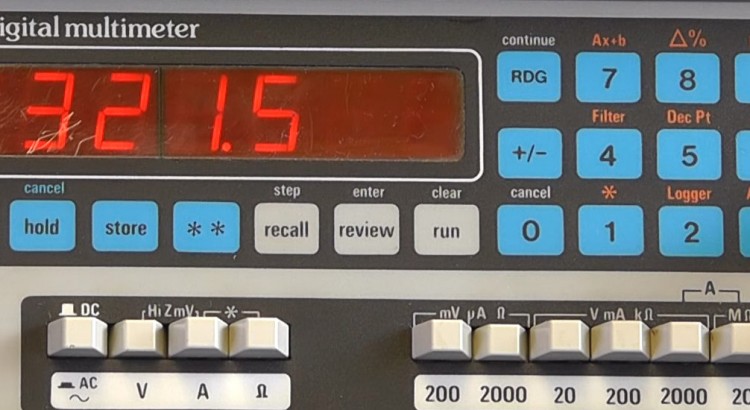 igital multimeter
321.5
continue Ax+b Δ%
RDG 7 8
Filter Dec Pt
+/- 4 5
cancel step enter clear cancel * Logger
hold store ** recall review run 0 1 2
A
DC Hi Z mV * mV μA Ω V mA kΩ
AC V A Ω 200 2000 20 200 2000